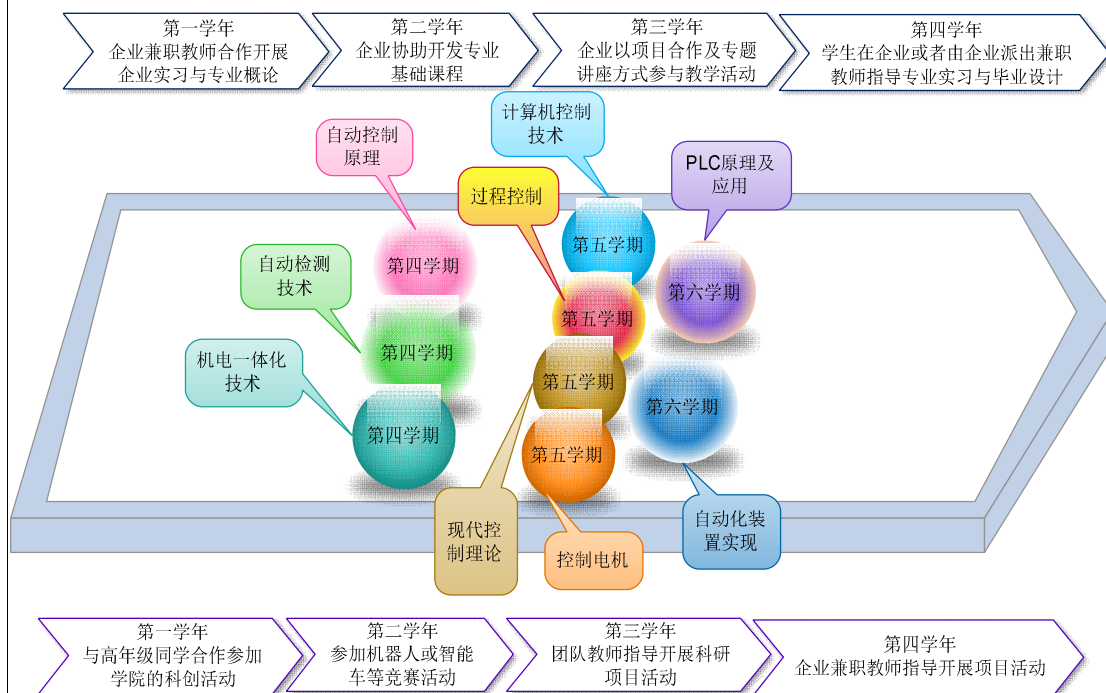 第一学年
企业兼职教师合作开展
企业实习与专业概论
第二学年
企业协助开发专业
基础课程
第三学年
企业以项目合作及专题
讲座方式参与教学活动
第四学年
学生在企业或者由企业派出兼职
教师指导专业实习与毕业设计
计算机控制
技术
自动控制
原理
PLC原理及
应用
过程控制
第五学期
第四学期
自动检测
技术
第六学期
第五学期
第四学期
机电一体化
技术
第五学期
第六学期
第四学期
第五学期
现代控
制理论
自动化装
置实现
控制电机
第一学年
与高年级同学合作参加
学院的科创活动
第二学年
参加机器人或智能
车等竞赛活动
第三学年
团队教师指导开展科研
项目活动
第四学年
企业兼职教师指导开展项目活动